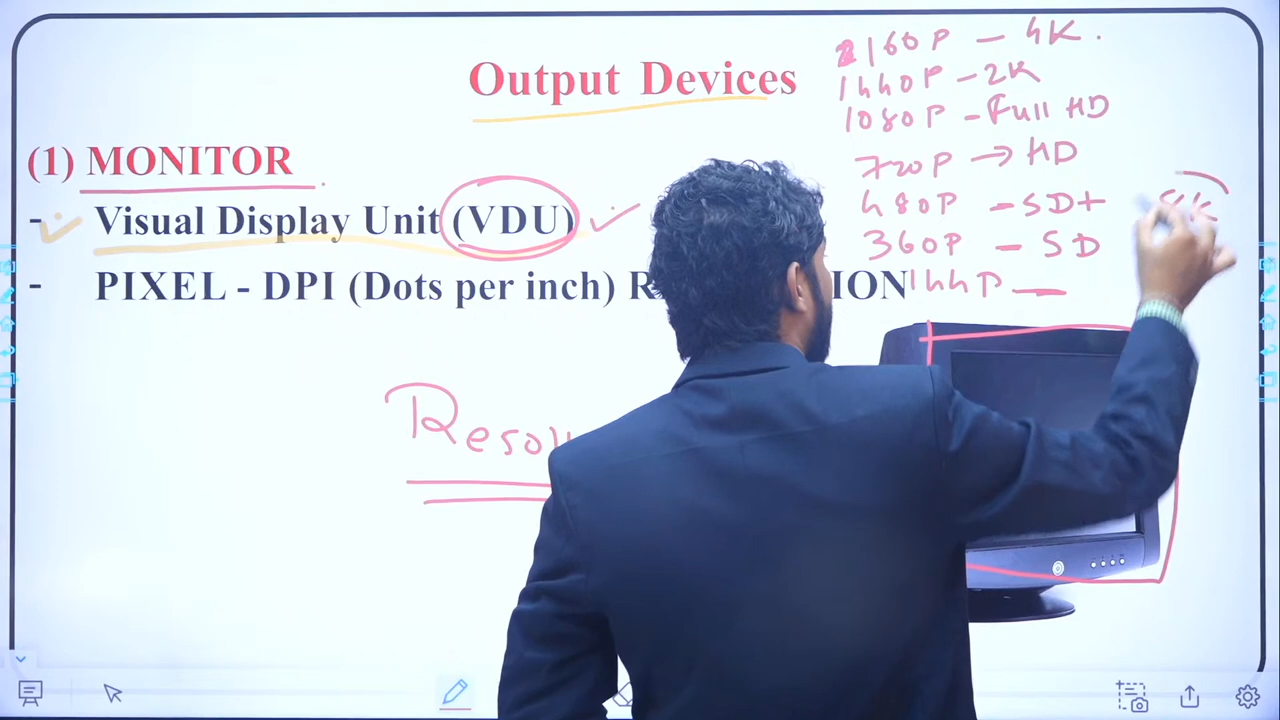 Output Devices
2160P - 4K.
1440P - 2K
1080P - Full HD
(1) MONITOR
720P → HD
- Visual Display Unit (VDU)
480P - SD+
360P - SD
- PIXEL - DPI (Dots per inch)
144P —